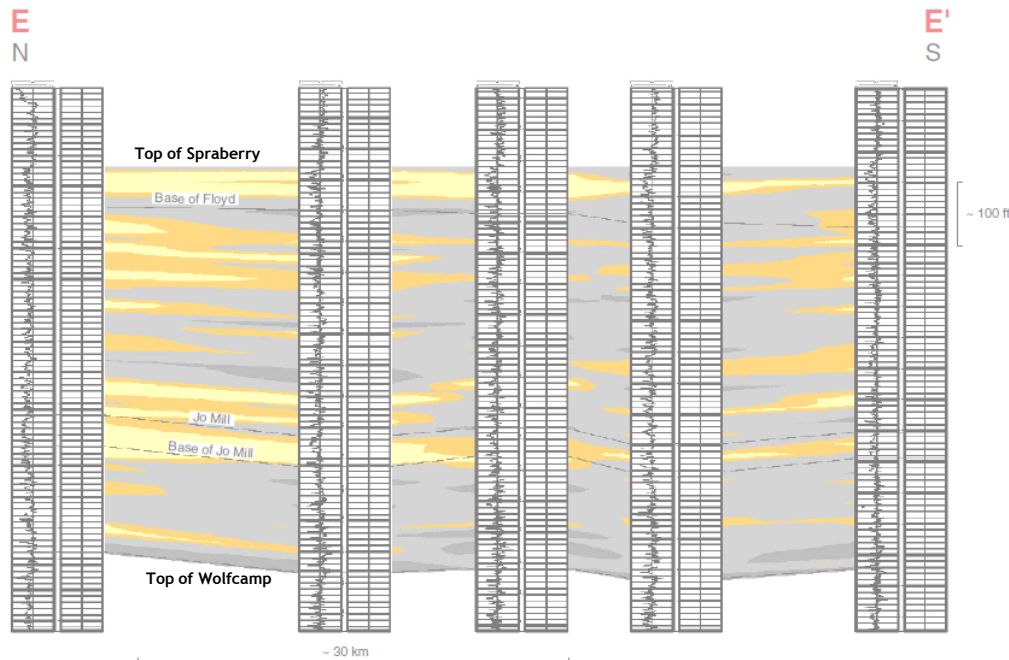 E
E'
N
S
Top of Spraberry
Base of Floyd
~ 100 ft
Jo Mill
Base of Jo Mill
Top of Wolfcamp
~ 30 km